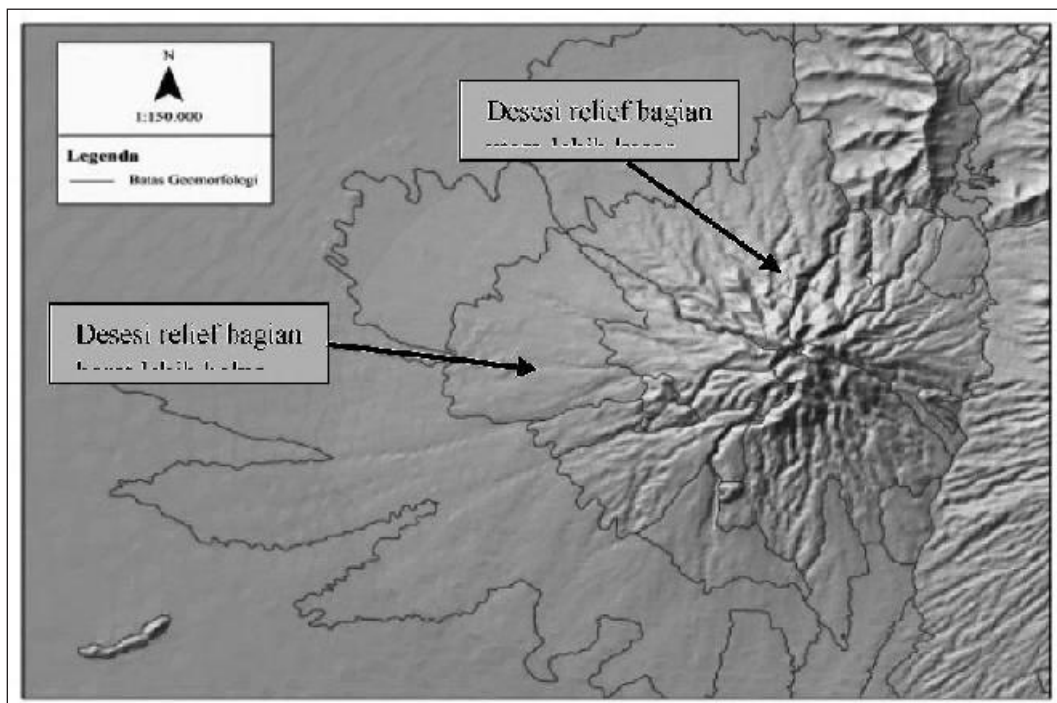 N
1:150.000
Legenda
Batas Geomorfologi
Desesi relief bagian
Desesi relief bagian